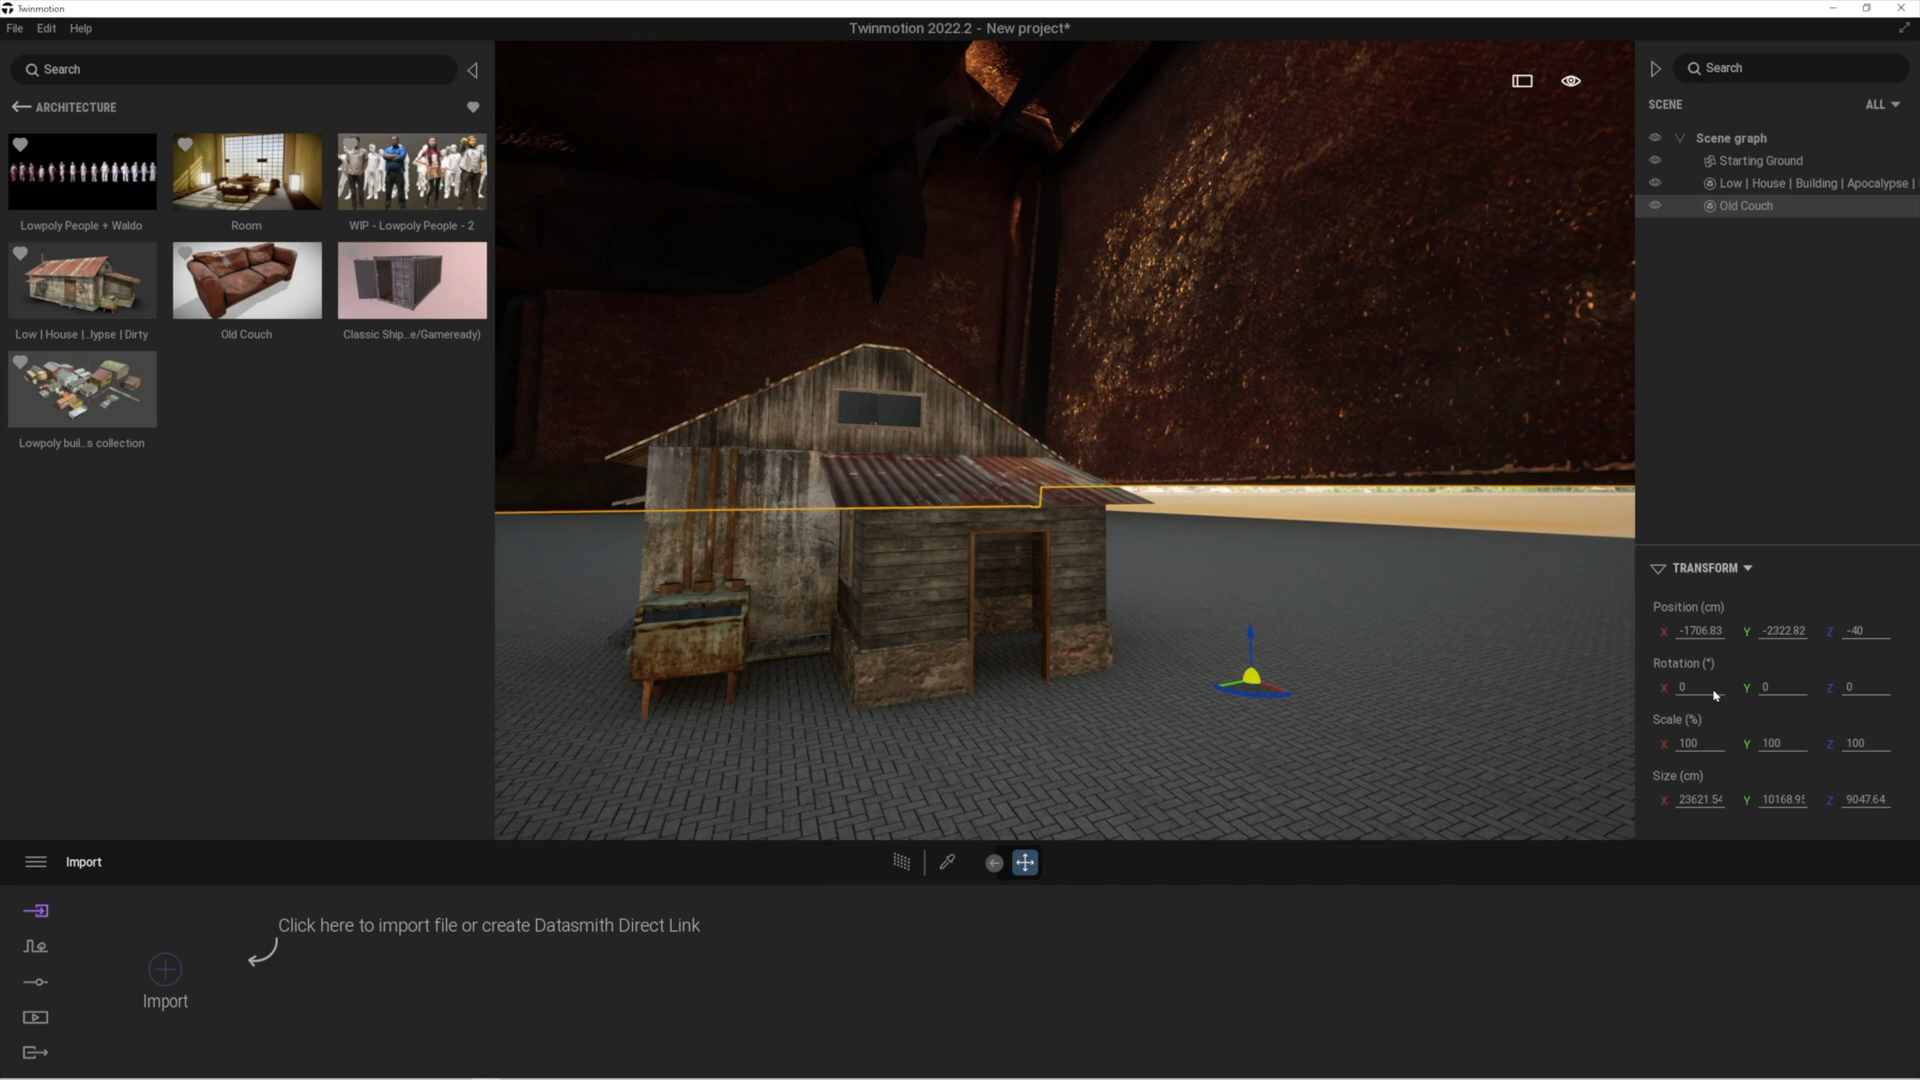 Twinmotion
File Edit Help
Twinmotion 2022.2 - New project*
Search
ARCHITECTURE
Lowpoly People + Waldo
Room
WIP - Lowpoly People - 2
Low | House |...lypse | Dirty
Old Couch
Classic Ship...e/Gameready)
Lowpoly buil...s collection
Search
SCENE
ALL
Scene graph
Starting Ground
Low | House | Building | Apocalypse |
Old Couch
TRANSFORM
Position (cm)
X -1706.83 Y -2322.82 Z -40
Rotation (°)
X 0 Y 0 Z 0
Scale (%)
X 100 Y 100 Z 100
Size (cm)
X 23621.54 Y 10168.95 Z 9047.64
Import
Click here to import file or create Datasmith Direct Link
Import